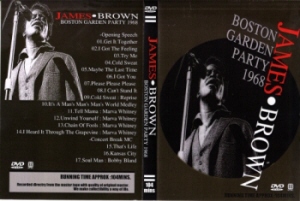 JAMES•BROWN
BOSTON GARDEN PARTY 1968
-Opening Speech
01.Get It Together
02.I Got The Feeling
03.Try Me
04.Cold Sweat
05.Maybe The Last Time
06.I Got You
07.Please Please Please
08.I Can't Stand It
09.Cold Sweat - Reprise
10.It's A Man's Man's Man's World Medley
11.Tell Mama - Marva Whitney
12.Unwind Yourself - Marva Whitney
13.Chain Of Fools - Marva Whitney
14.I Heard It Through The Grapevine - Marva Whitney
-Concert Break MC
15.That's Life
16.Kansas City
17.Soul Man - Bobby Bland
RUNNING TIME APPROX 104MINS.
DVD
JAMES•BROWN
BOSTON GARDEN PARTY 1968
104
mins
DVD
BOSTON
GARDEN
PARTY
1968
JAMES•BROWN
DVD